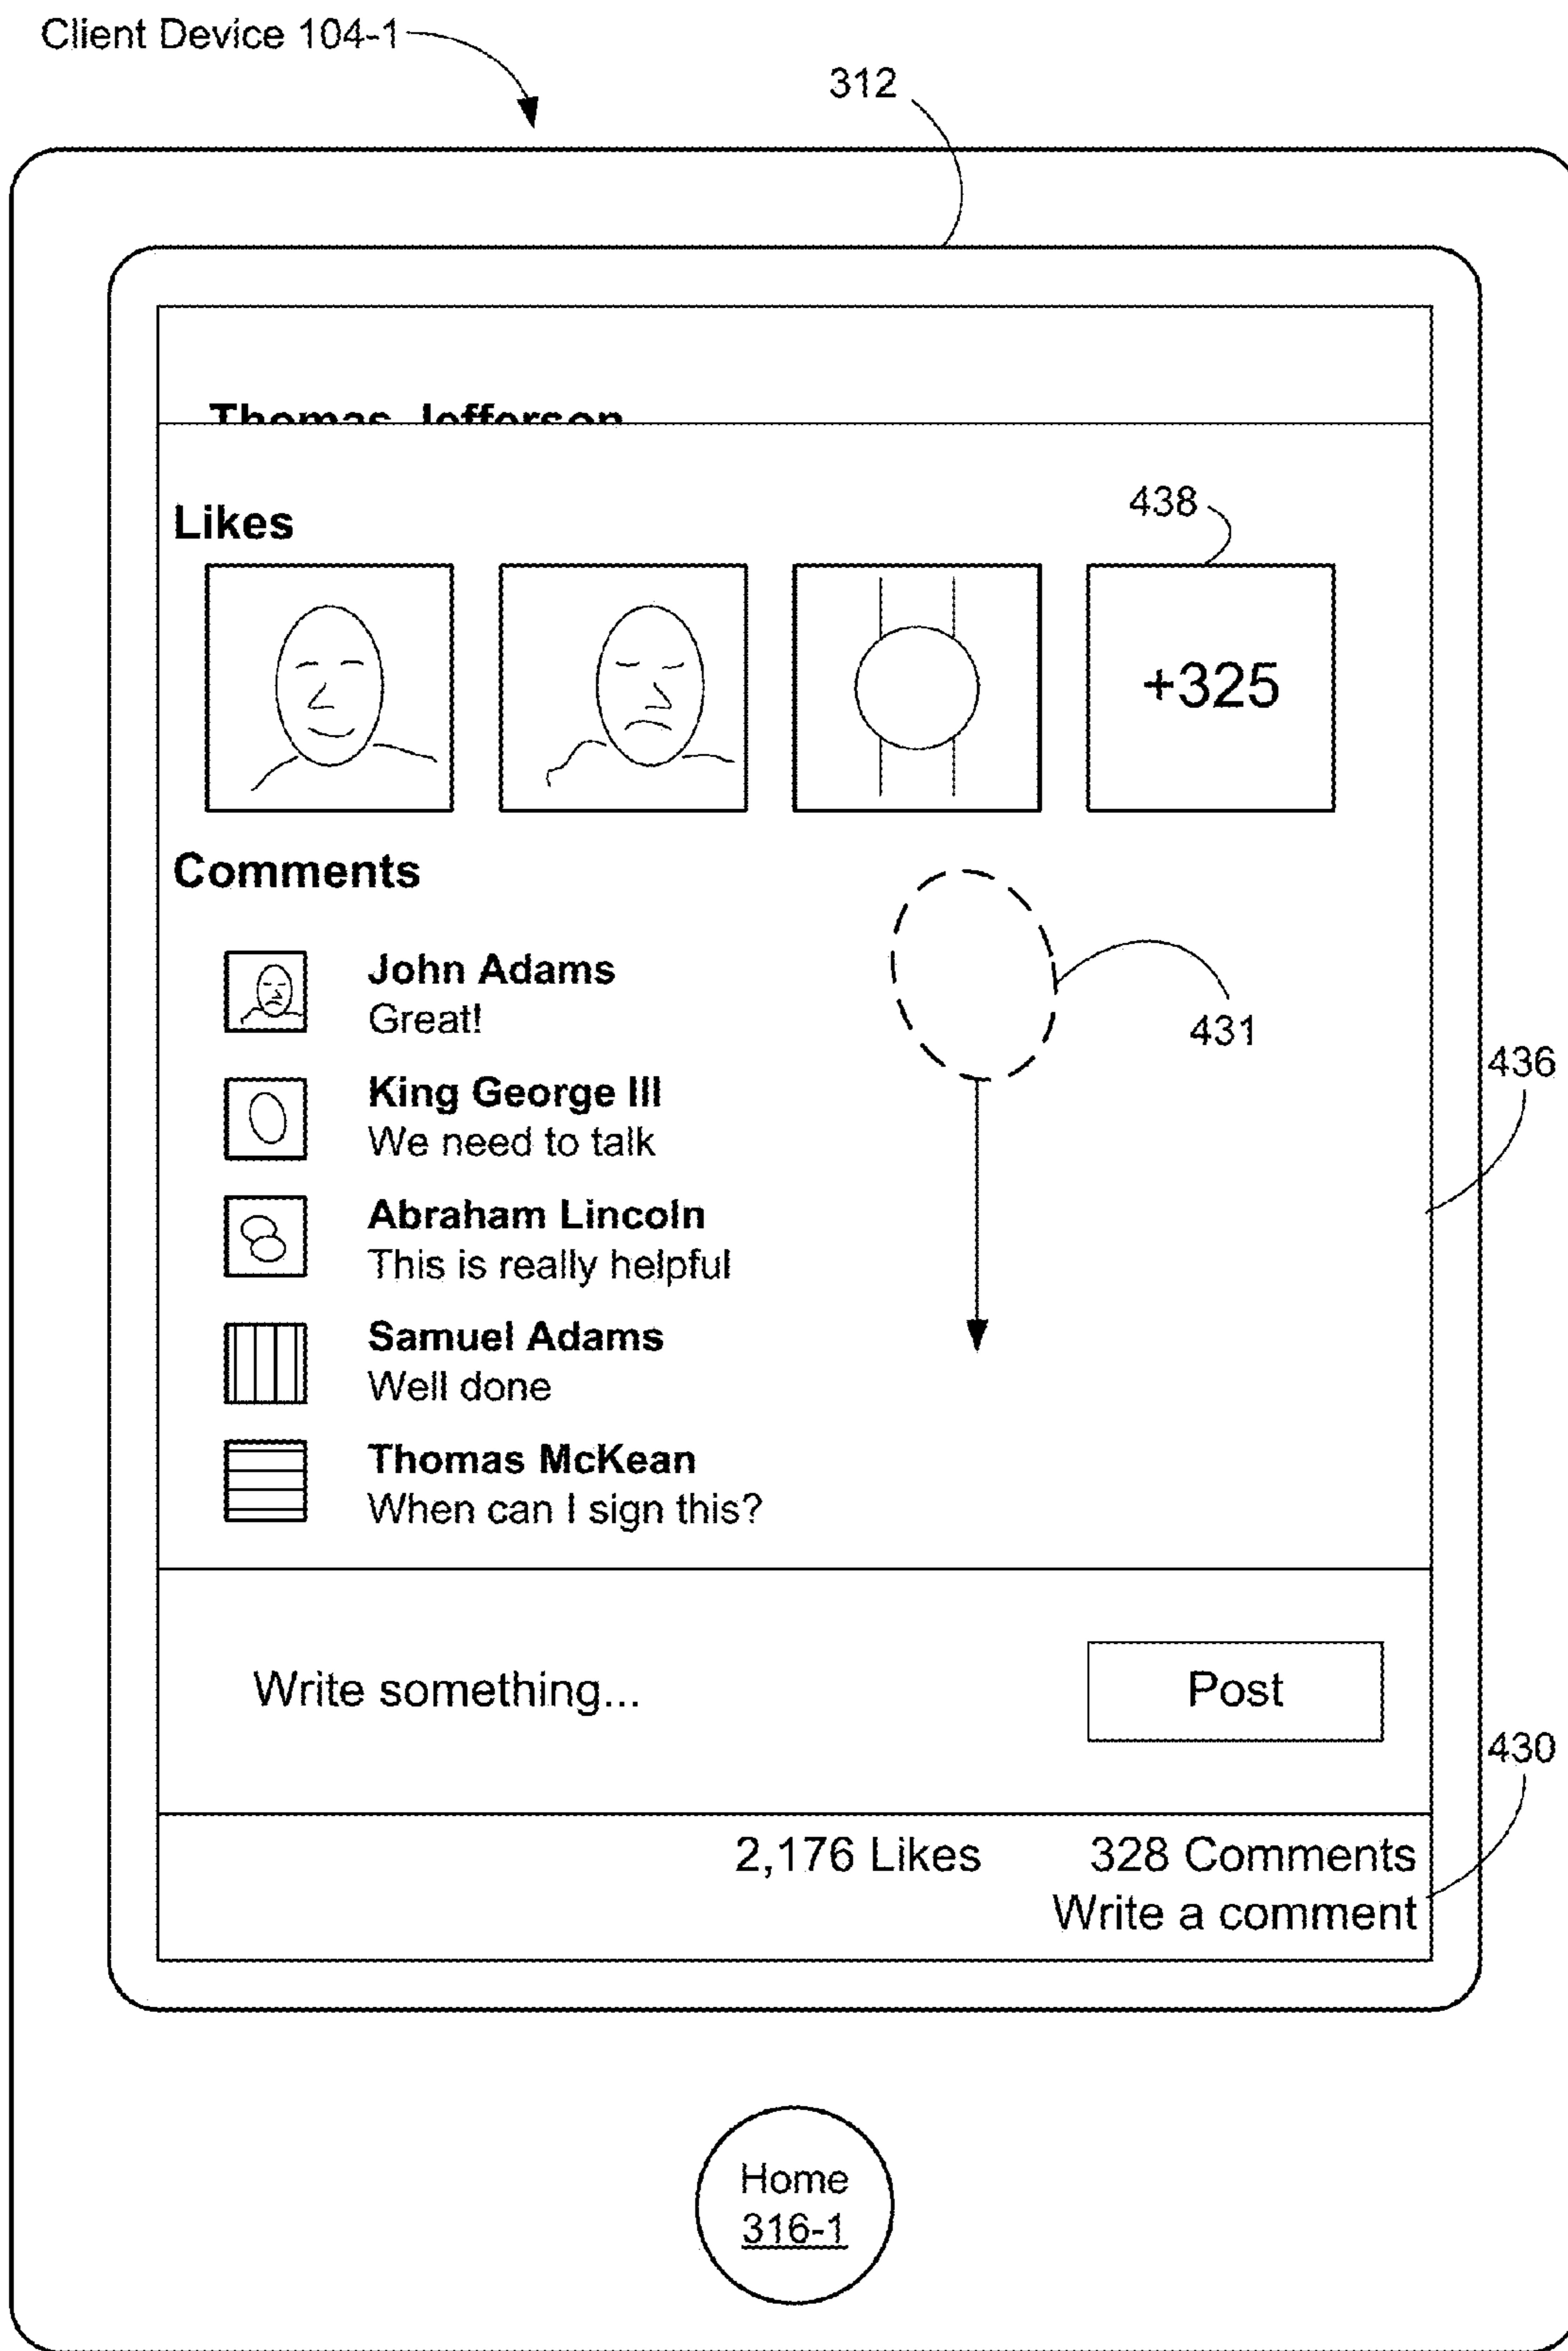 Client Device 104-1
312
Thomas Jefferson
Likes
438
+325
Comments
John Adams
Great!
431
436
King George III
We need to talk
Abraham Lincoln
This is really helpful
Samuel Adams
Well done
Thomas McKean
When can I sign this?
Write something...
Post
430
2,176 Likes
328 Comments
Write a comment
Home
316-1